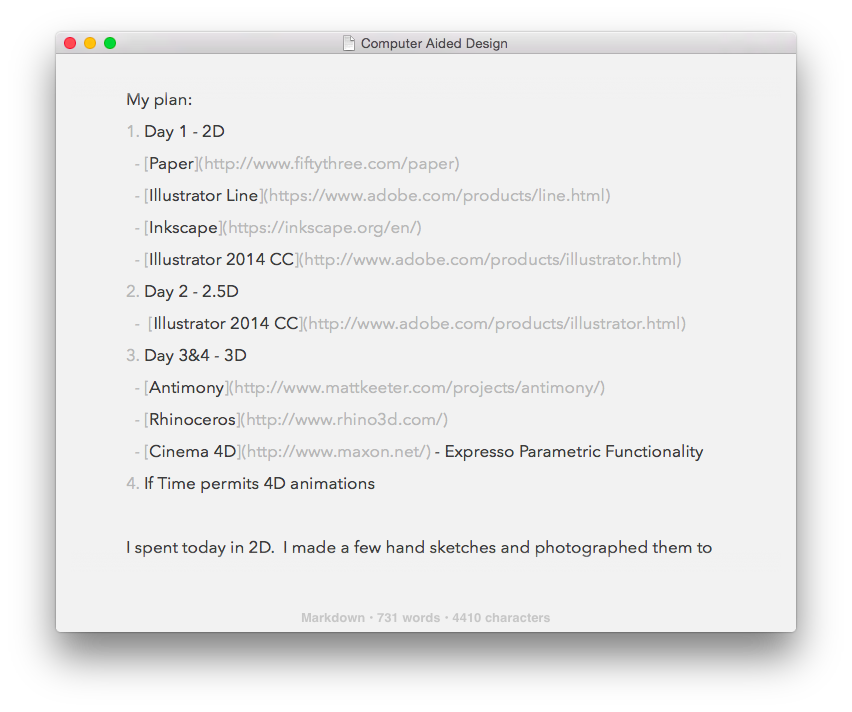 Computer Aided Design
My plan:
1. Day 1 - 2D
- [Paper](http://www.fiftythree.com/paper)
- [Illustrator Line](https://www.adobe.com/products/line.html)
- [Inkscape](https://inkscape.org/en/)
- [Illustrator 2014 CC](http://www.adobe.com/products/illustrator.html)
2. Day 2 - 2.5D
- [Illustrator 2014 CC](http://www.adobe.com/products/illustrator.html)
3. Day 3&4 - 3D
- [Antimony](http://www.mattkeeter.com/projects/antimony/)
- [Rhinoceros](http://www.rhino3d.com/)
- [Cinema 4D](http://www.maxon.net/) - Expresso Parametric Functionality
4. If Time permits 4D animations
I spent today in 2D.  I made a few hand sketches and photographed them to
Markdown • 731 words • 4410 characters